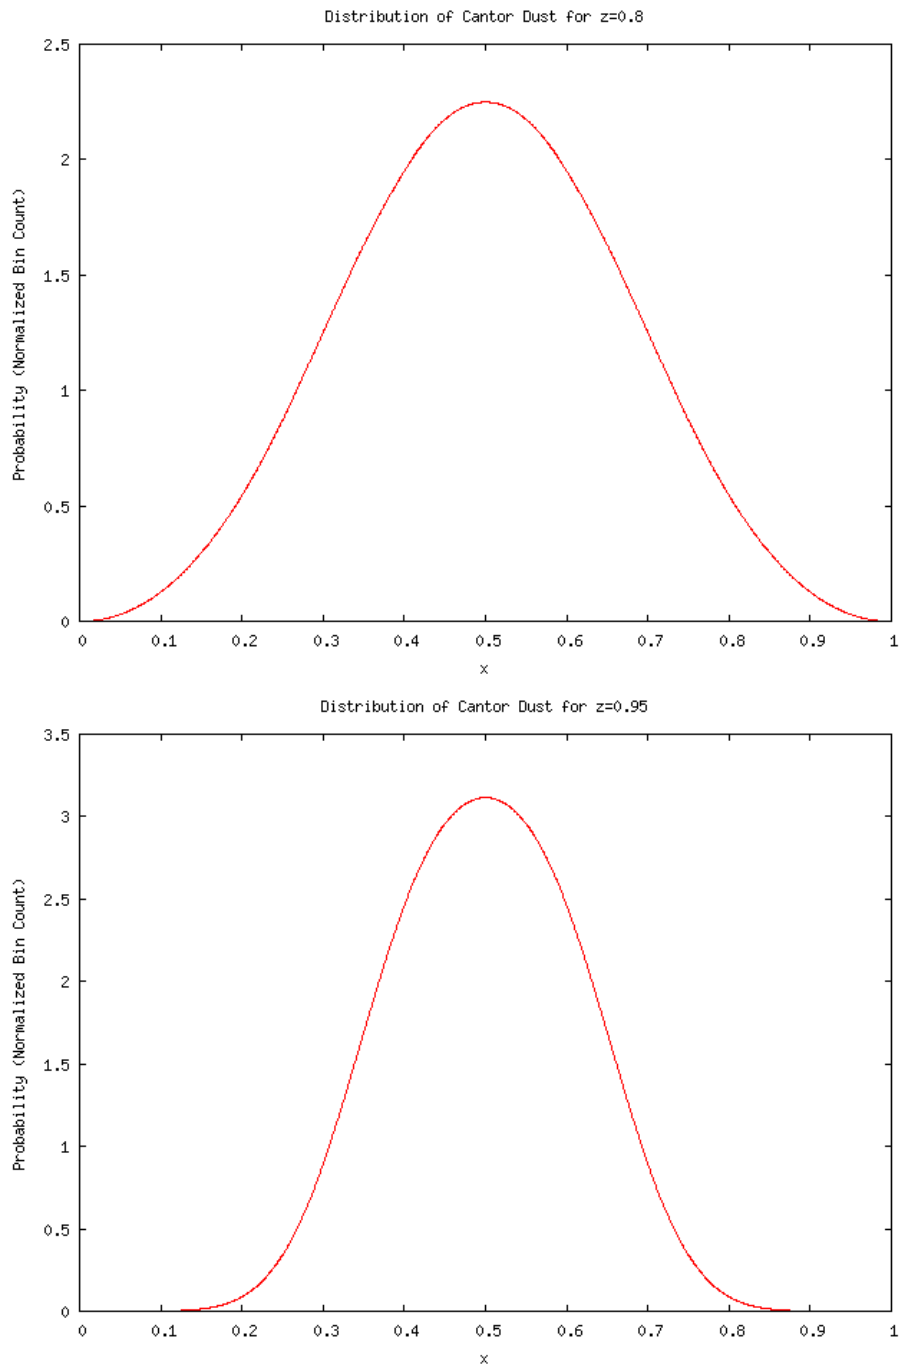 Distribution of Cantor Dust for z=0.8
2.5
2
1.5
1
0.5
0
Probability (Normalized Bin Count)
0 0.1 0.2 0.3 0.4 0.5 0.6 0.7 0.8 0.9 1
x
Distribution of Cantor Dust for z=0.95
3.5
3
2.5
2
1.5
1
0.5
0
Probability (Normalized Bin Count)
0 0.1 0.2 0.3 0.4 0.5 0.6 0.7 0.8 0.9 1
x